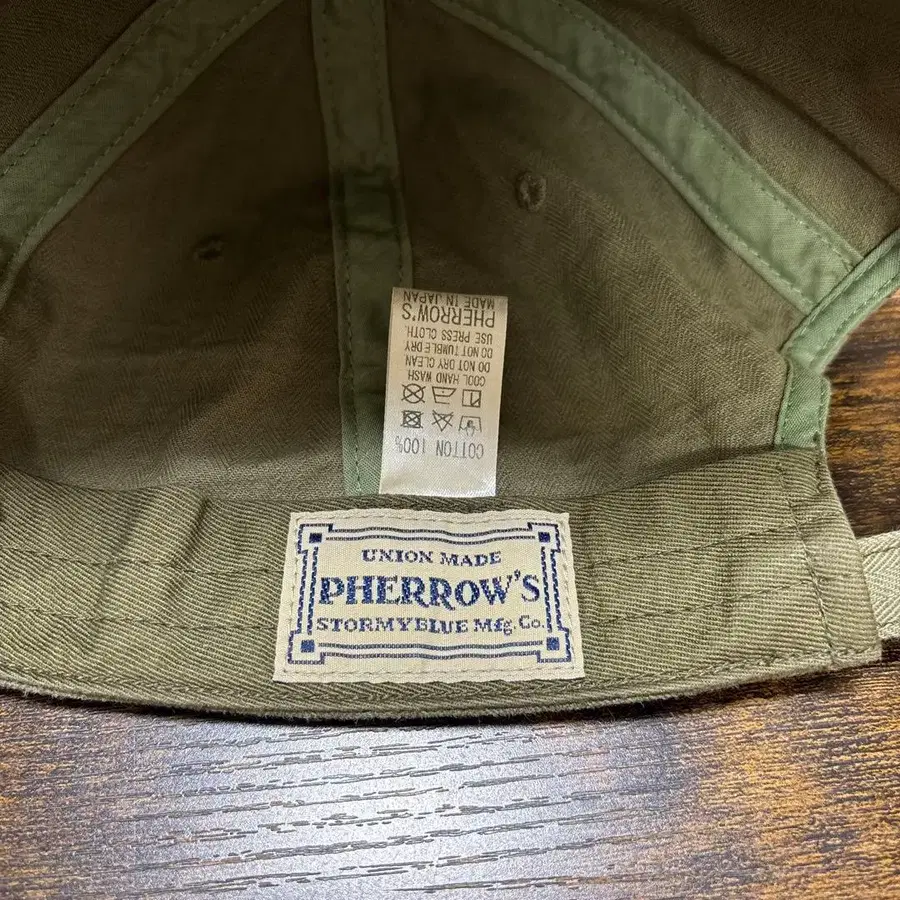 COTTON 100%
COOL HAND WASH
DO NOT DRY CLEAN
DO NOT TUMBLE DRY
USE PRESS CLOTH.
PHERROW'S
MADE IN JAPAN
UNION MADE
PHERROW'S
STORMYBLUE Mfg. Co.